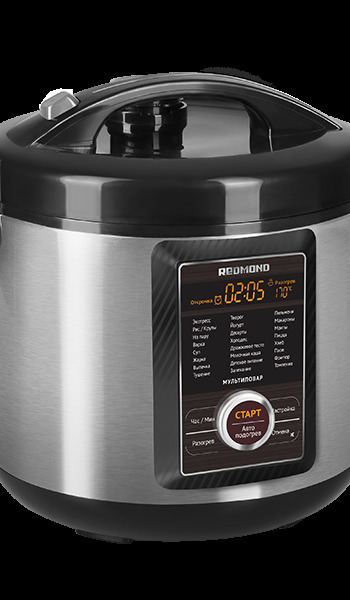 REDMOND
Отсрочка 02:05 Разогрев 170°C
Экспресс Творог Пельмени
Рис / Крупы Йогурт Макароны
На пару Десерты Манты
Варка Холодец Пицца
Суп Дрожжевое тесто Хлеб
Жарка Молочная каша Плов
Выпечка Детское питание Фритюр
Тушение Запекание Томление
МУЛЬТИПОВАР
Час / Мин СТАРТ Настройка
Разогрев Авто подогрев Отмена